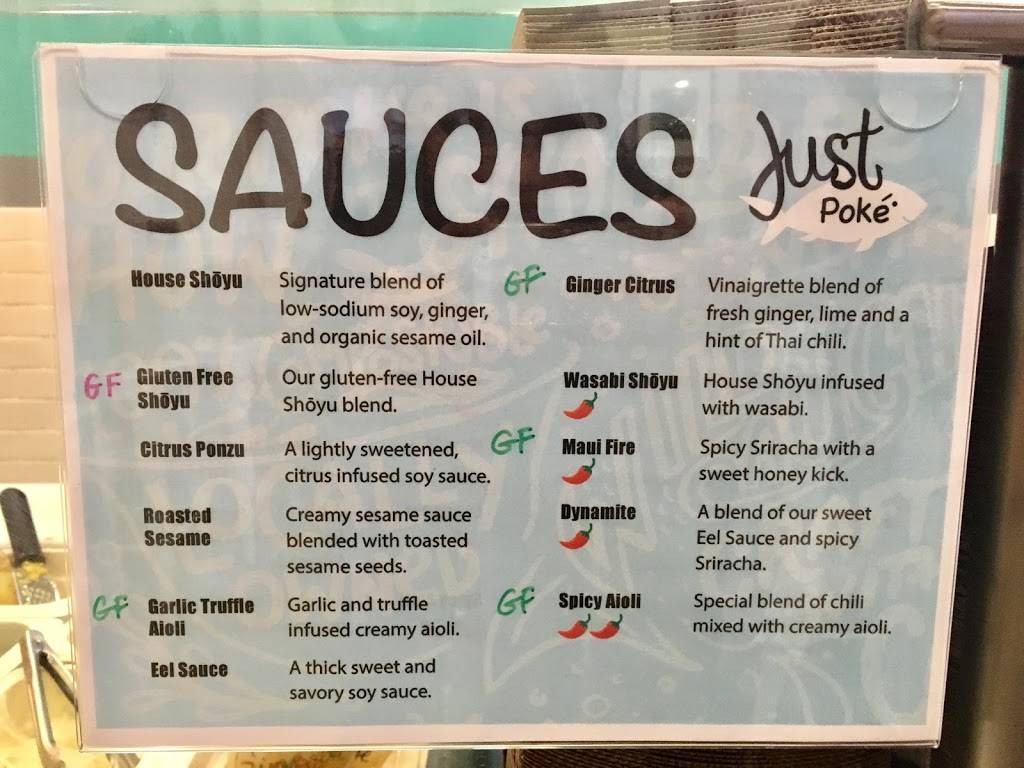 SAUCES
Just
Poké
House Shōyu
Signature blend of
low-sodium soy, ginger,
and organic sesame oil.
GF
Gluten Free
Shōyu
Our gluten-free House
Shōyu blend.
Citrus Ponzu
A lightly sweetened,
citrus infused soy sauce.
Roasted
Sesame
Creamy sesame sauce
blended with toasted
sesame seeds.
GF
Garlic Truffle
Aioli
Garlic and truffle
infused creamy aioli.
Eel Sauce
A thick sweet and
savory soy sauce.
GF
Ginger Citrus
Vinaigrette blend of
fresh ginger, lime and a
hint of Thai chili.
Wasabi Shōyu
House Shōyu infused
with wasabi.
GF
Maui Fire
Spicy Sriracha with a
sweet honey kick.
Dynamite
A blend of our sweet
Eel Sauce and spicy
Sriracha.
GF
Spicy Aioli
Special blend of chili
mixed with creamy aioli.